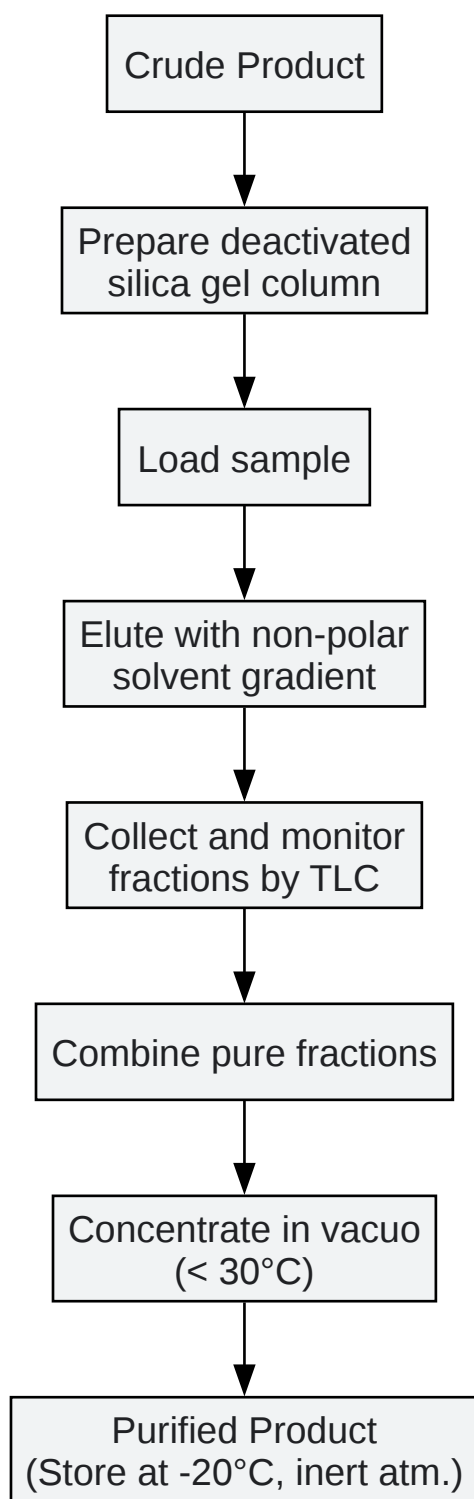 Crude Product
Prepare deactivated
silica gel column
Load sample
Elute with non-polar
solvent gradient
Collect and monitor
fractions by TLC
Combine pure fractions
Concentrate in vacuo
(< 30°C)
Purified Product
(Store at -20°C, inert atm.)